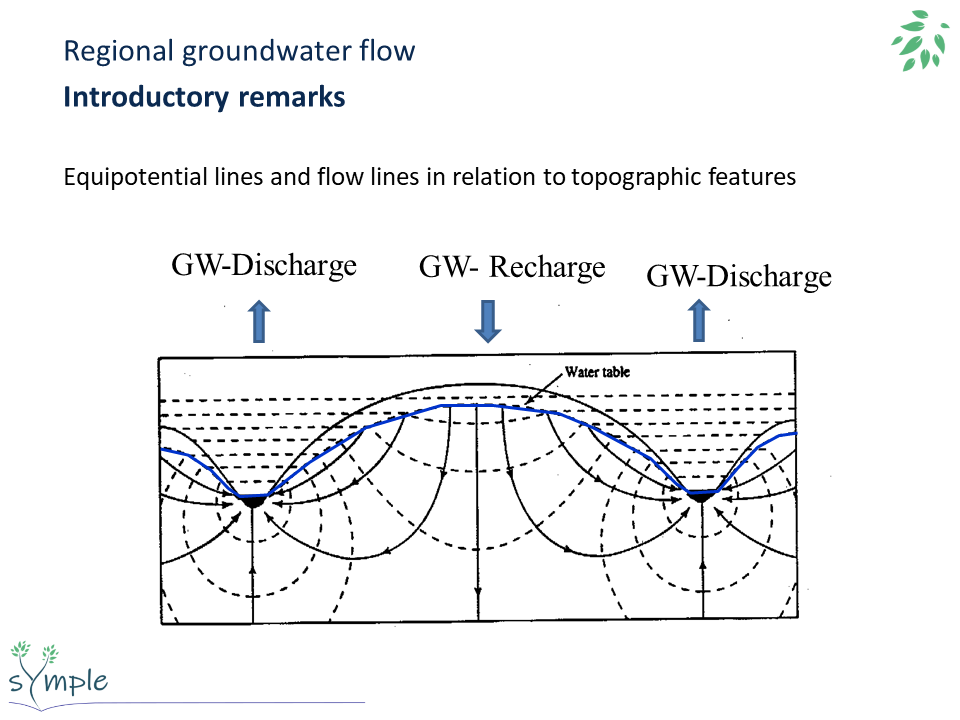 Regional groundwater flow
Introductory remarks
Equipotential lines and flow lines in relation to topographic features
GW-Discharge
GW- Recharge
GW-Discharge
Water table
sYmple